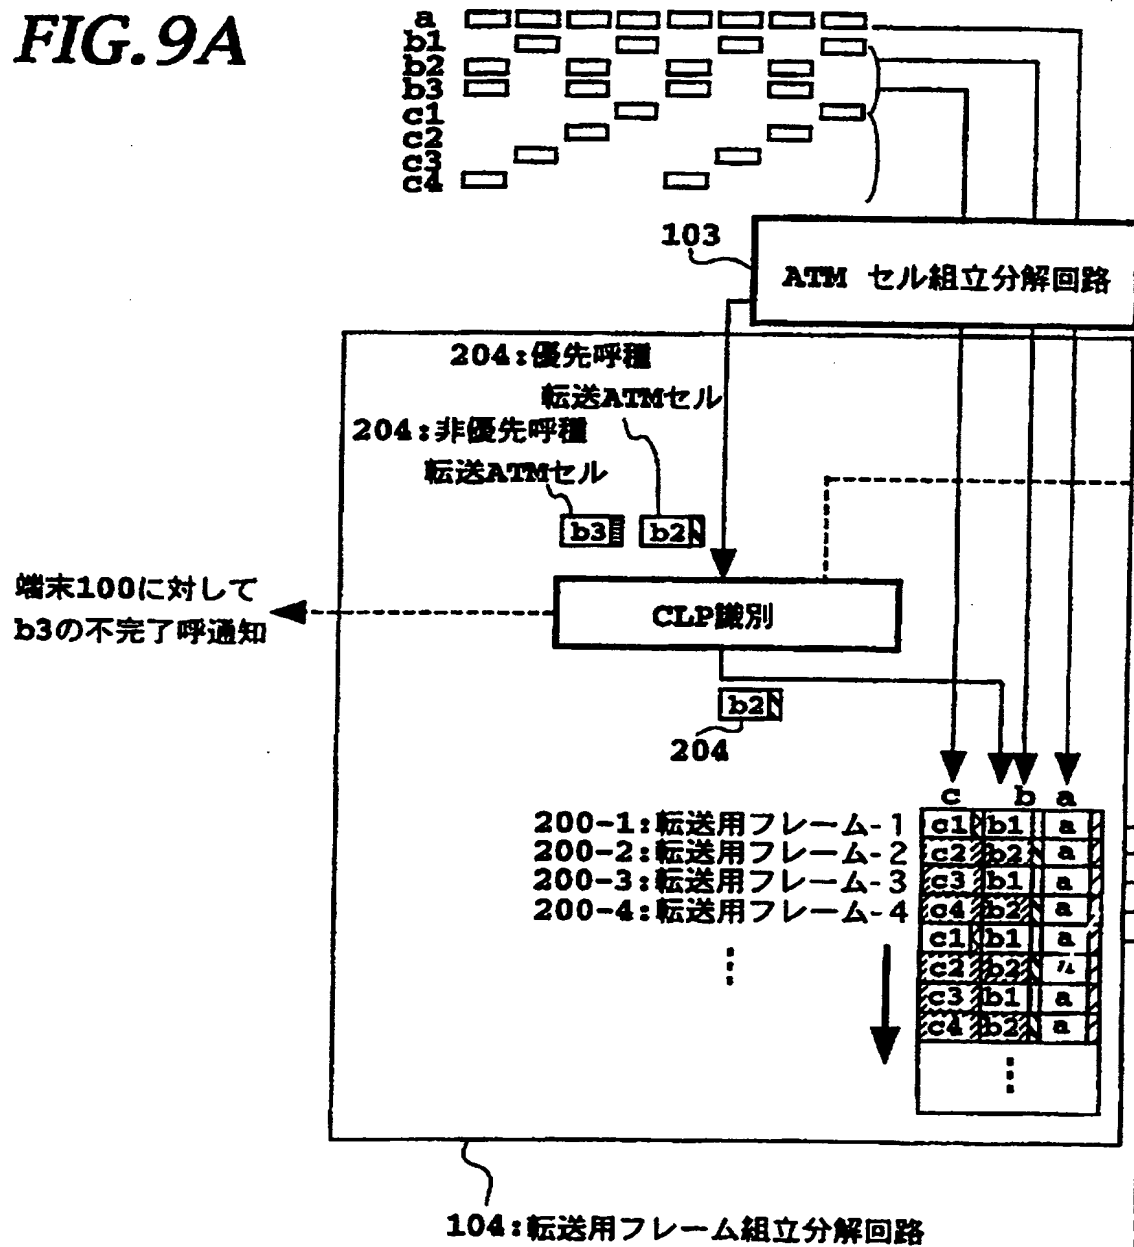 FIG.9A
a
b1
b2
b3
c1
c2
c3
c4
103
ATM セル組立分解回路
204:優先呼種
転送ATMセル
204:非優先呼種
転送ATMセル
b3
b2
端末100に対して
b3の不完了呼通知
CLP識別
b2
204
c b a
200-1:転送用フレーム-1 c1 b1 a
200-2:転送用フレーム-2 c2 b2 a
200-3:転送用フレーム-3 c3 b1 a
200-4:転送用フレーム-4 c4 b2 a
c1 b1 a
c2 b2
c3 b1 a
c4 b2 a
104:転送用フレーム組立分解回路